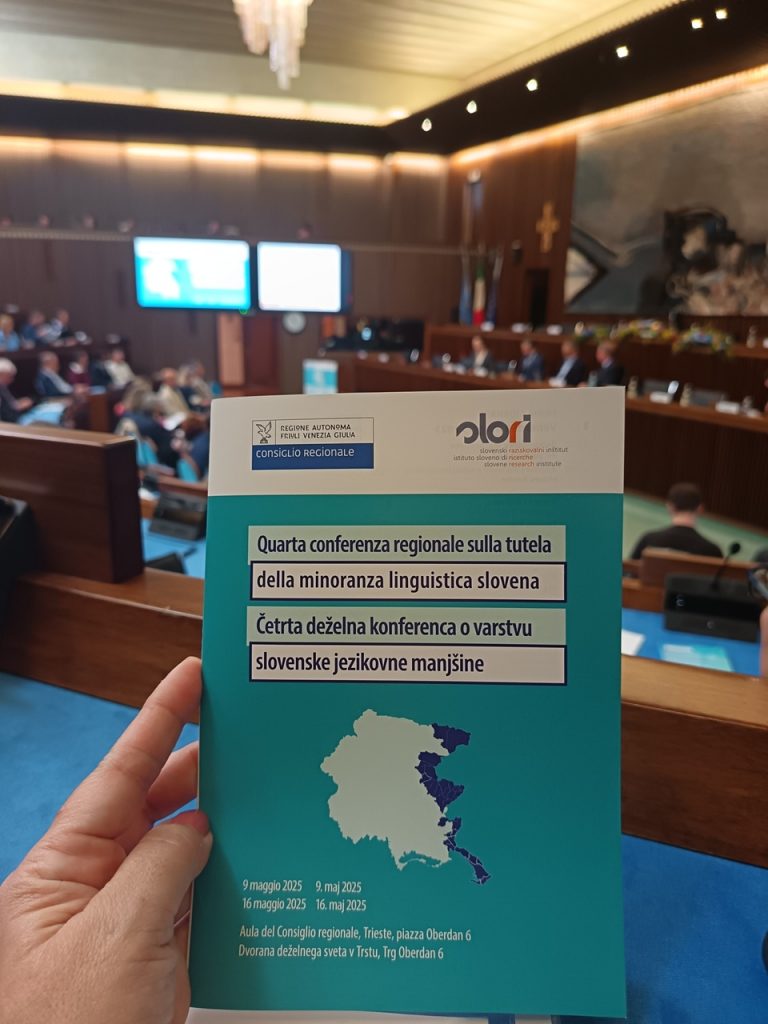 REGIONE AUTONOMA
FRIULI VENEZIA GIULIA
CONSIGLIO REGIONALE
slori
slovenski raziskovalni inštitut
istituto sloveno di ricerche
slovene research institute
Quarta conferenza regionale sulla tutela
della minoranza linguistica slovena
Četrta deželna konferenca o varstvu
slovenske jezikovne manjšine
9 maggio 2025 9. maj 2025
16 maggio 2025 16. maj 2025
Aula del Consiglio regionale, Trieste, piazza Oberdan 6
Dvorana deželnega sveta v Trstu, Trg Oberdan 6